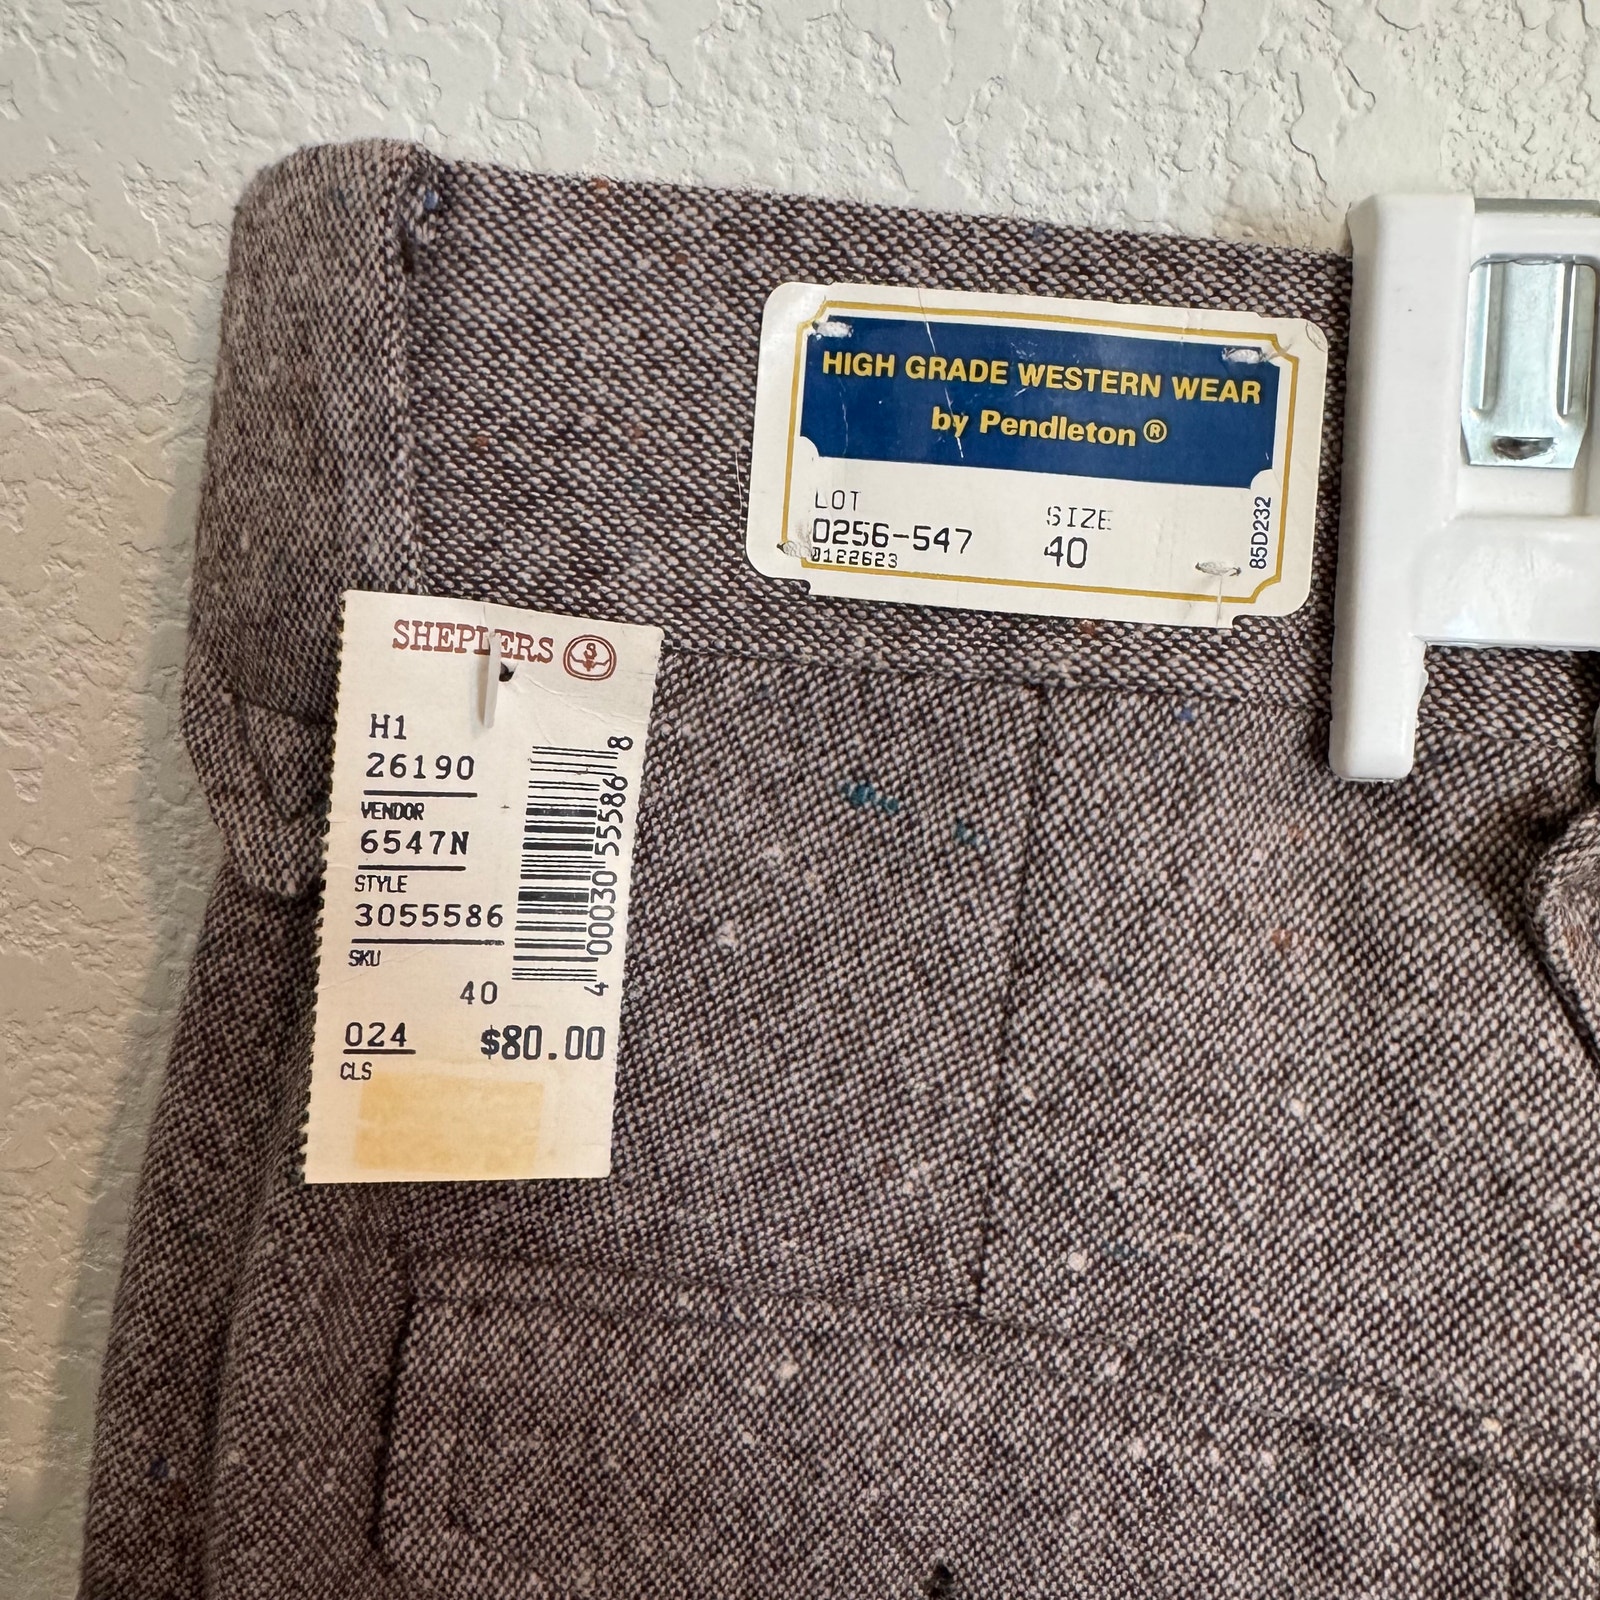 HIGH GRADE WESTERN WEAR
by Pendleton®
LOT
SIZE
0256-547
40
0122623
85D232
SHEPLERS
S
H1
26190
VENDOR
6547N
STYLE
3055586
SKU
40
024
$80.00
CLS
4 00030 55586 8